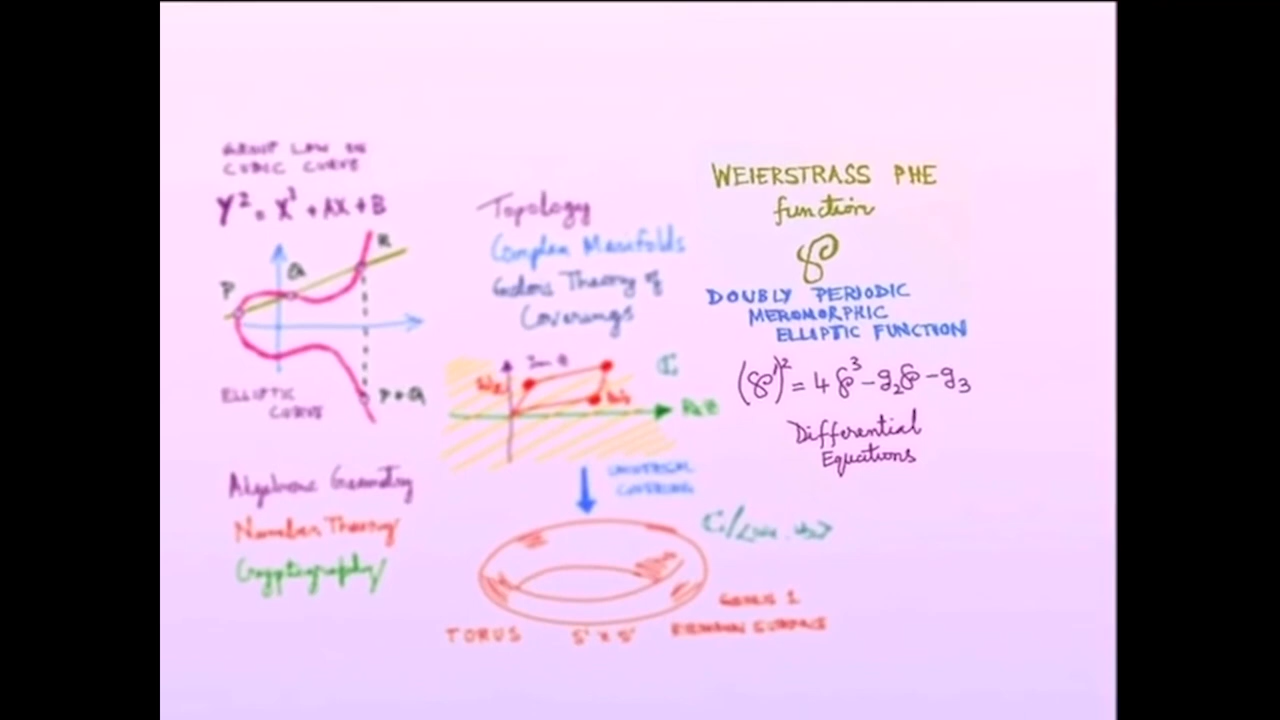 GROUP LAW ON
CUBIC CURVE
Y² = X³ + AX + B
R
Q
P
P+Q
ELLIPTIC
CURVE
Algebraic Geometry
Number Theory
Cryptography
Topology
Complex Manifolds
Galois Theory of
Coverings
Im z
ℂ
Re z
UNIVERSAL
COVERING
TORUS S¹ x S¹
GENUS 1
RIEMANN SURFACE
WEIERSTRASS PHE
function
℘
DOUBLY PERIODIC
MEROMORPHIC
ELLIPTIC FUNCTION
(℘')² = 4℘³ - g₂℘ - g₃
Differential
Equations